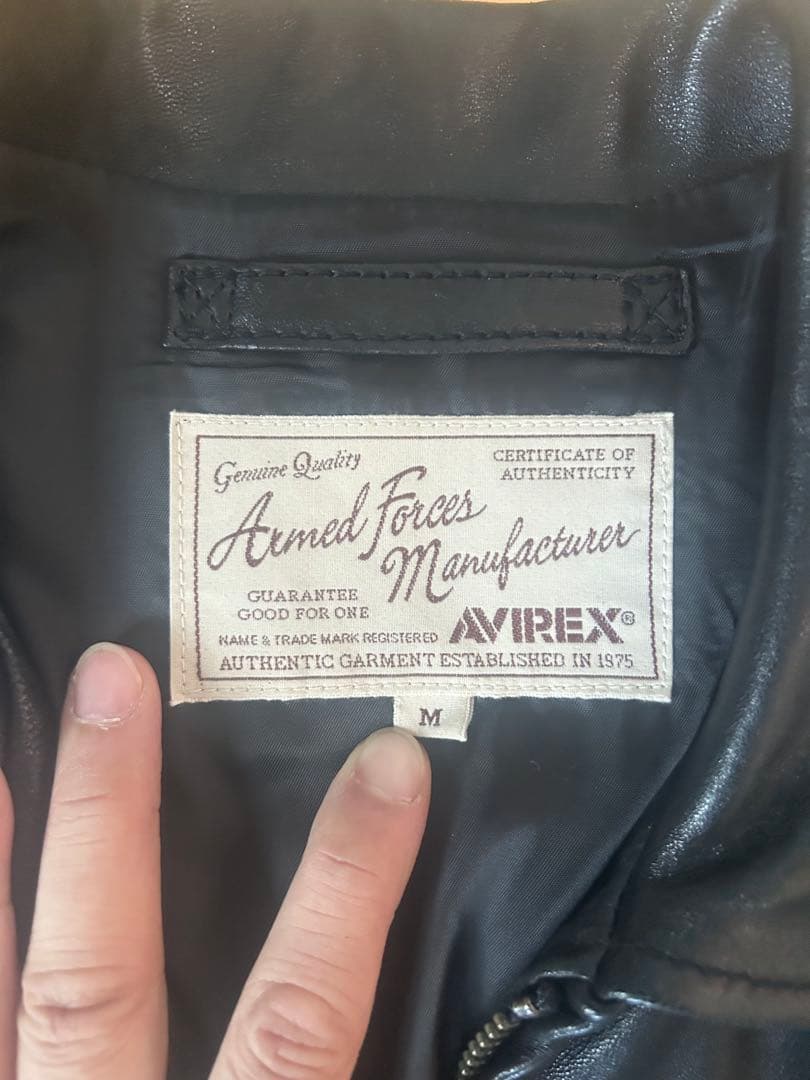 Genuine Quality
CERTIFICATE OF
AUTHENTICITY
Armed Forces
Manufacturer
GUARANTEE
GOOD FOR ONE
NAME & TRADE MARK REGISTERED
AVIREX®
AUTHENTIC GARMENT ESTABLISHED IN 1975
M